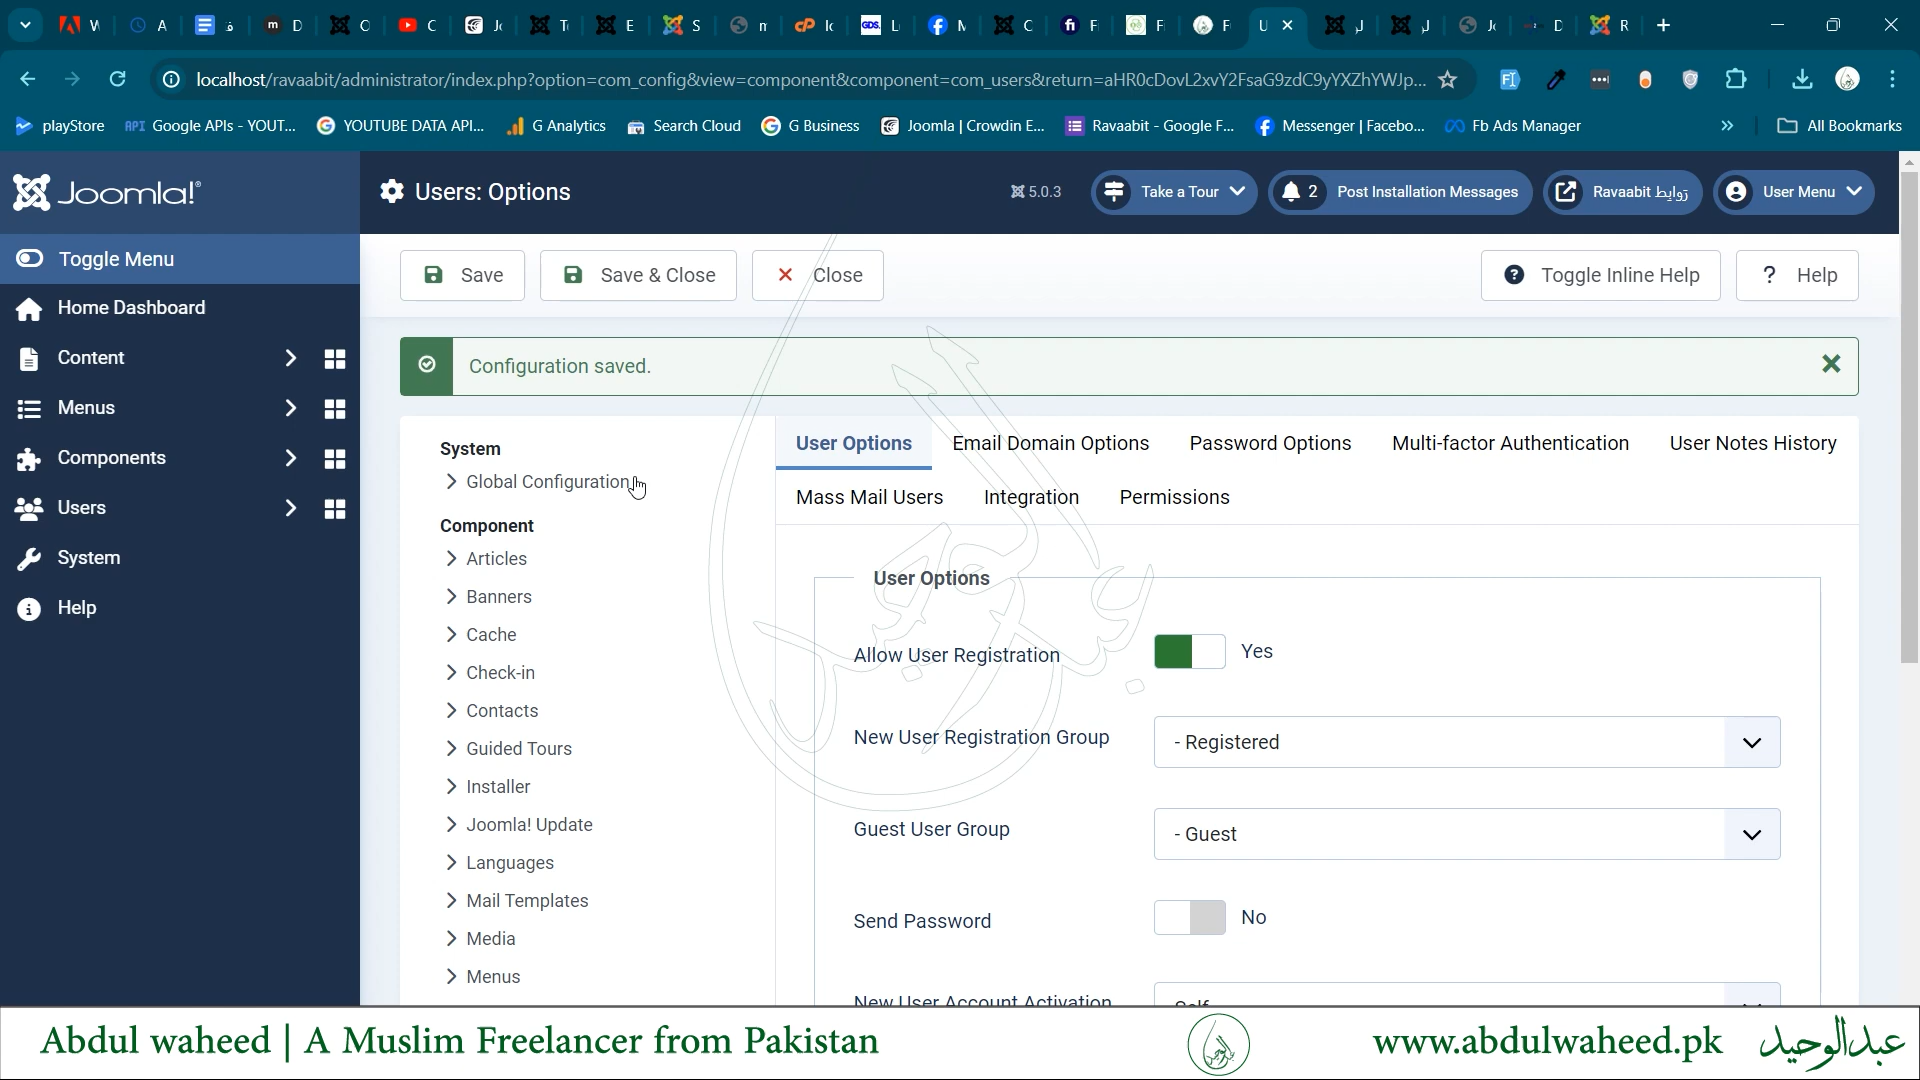 W
A
ف
D
C
C
Jc
T
E
S
n
Ic
L
M
C
F
F
F
U
J
J
Jc
D
R
localhost/ravaabit/administrator/index.php?option=com_config&view=component&component=com_users&return=aHR0cDovL2xvY2FsaG9zdC9yYXZhYWJp...
playStore
API Google APIs - YOUT...
YOUTUBE DATA API...
G Analytics
Search Cloud
G Business
Joomla | Crowdin E...
Ravaabit - Google F...
Messenger | Facebo...
Fb Ads Manager
»
All Bookmarks
Joomla!
Users: Options
5.0.3
Take a Tour
2 Post Installation Messages
Ravaabit روابط
User Menu
Toggle Menu
Home Dashboard
Content
Menus
Components
Users
System
Help
Save
Save & Close
Close
Toggle Inline Help
? Help
Configuration saved.
System
Global Configuration
Component
Articles
Banners
Cache
Check-in
Contacts
Guided Tours
Installer
Joomla! Update
Languages
Mail Templates
Media
Menus
User Options
Email Domain Options
Password Options
Multi-factor Authentication
User Notes History
Mass Mail Users
Integration
Permissions
User Options
Allow User Registration
Yes
New User Registration Group
- Registered
Guest User Group
- Guest
Send Password
No
New User Account Activation
Self
Abdul waheed | A Muslim Freelancer from Pakistan
www.abdulwaheed.pk
عبدالوحید